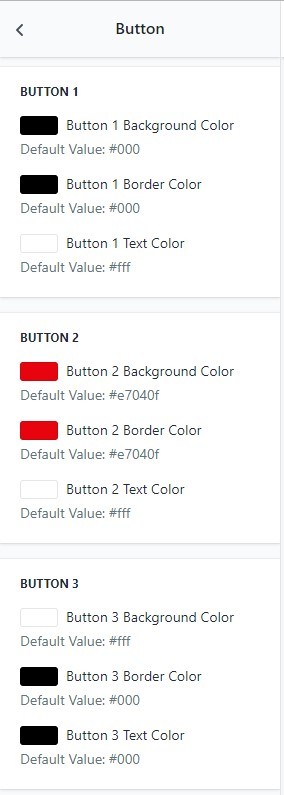 Button
BUTTON 1
Button 1 Background Color
Default Value: #000
Button 1 Border Color
Default Value: #000
Button 1 Text Color
Default Value: #fff
BUTTON 2
Button 2 Background Color
Default Value: #e7040f
Button 2 Border Color
Default Value: #e7040f
Button 2 Text Color
Default Value: #fff
BUTTON 3
Button 3 Background Color
Default Value: #fff
Button 3 Border Color
Default Value: #000
Button 3 Text Color
Default Value: #000